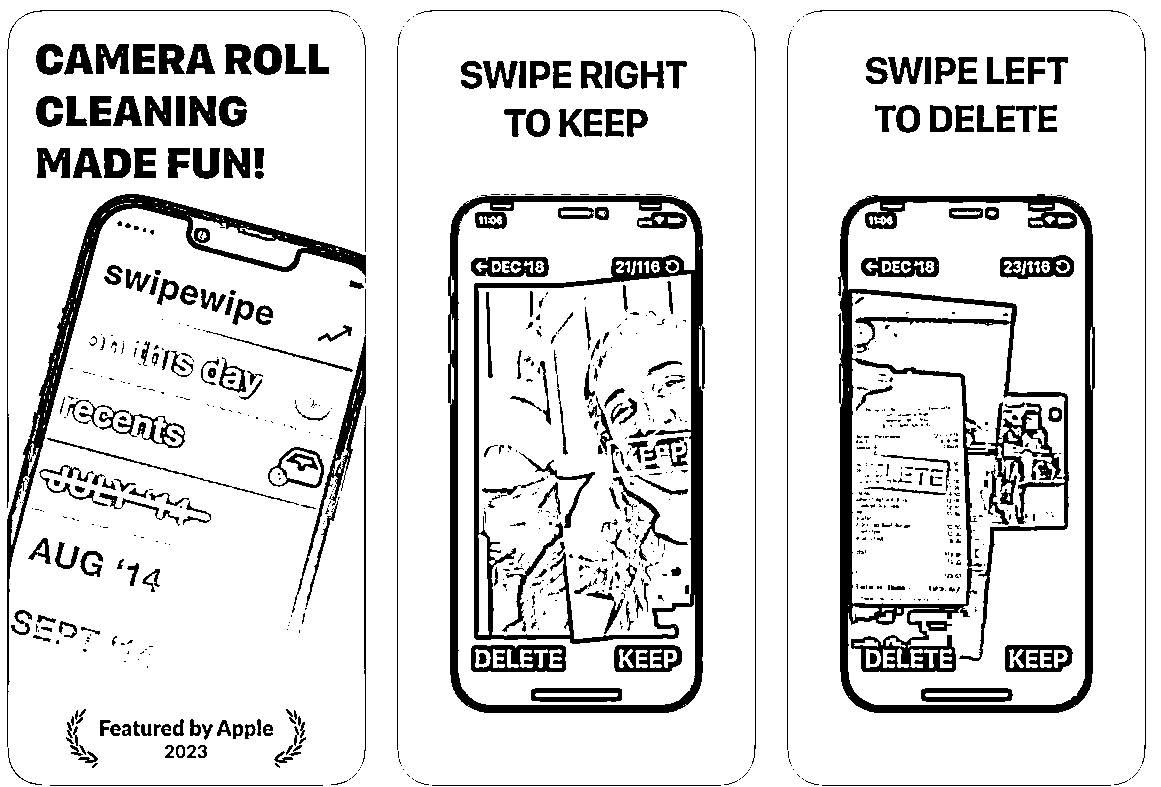 CAMERA ROLL
CLEANING
MADE FUN!
swipewipe
on this day
recents
JULY '14
AUG '14
SEPT '14
Featured by Apple
2023
SWIPE RIGHT
TO KEEP
11:06
← DEC '18 21/116
KEEP
DELETE KEEP
SWIPE LEFT
TO DELETE
11:06
← DEC '18 23/116
DELETE
DELETE KEEP